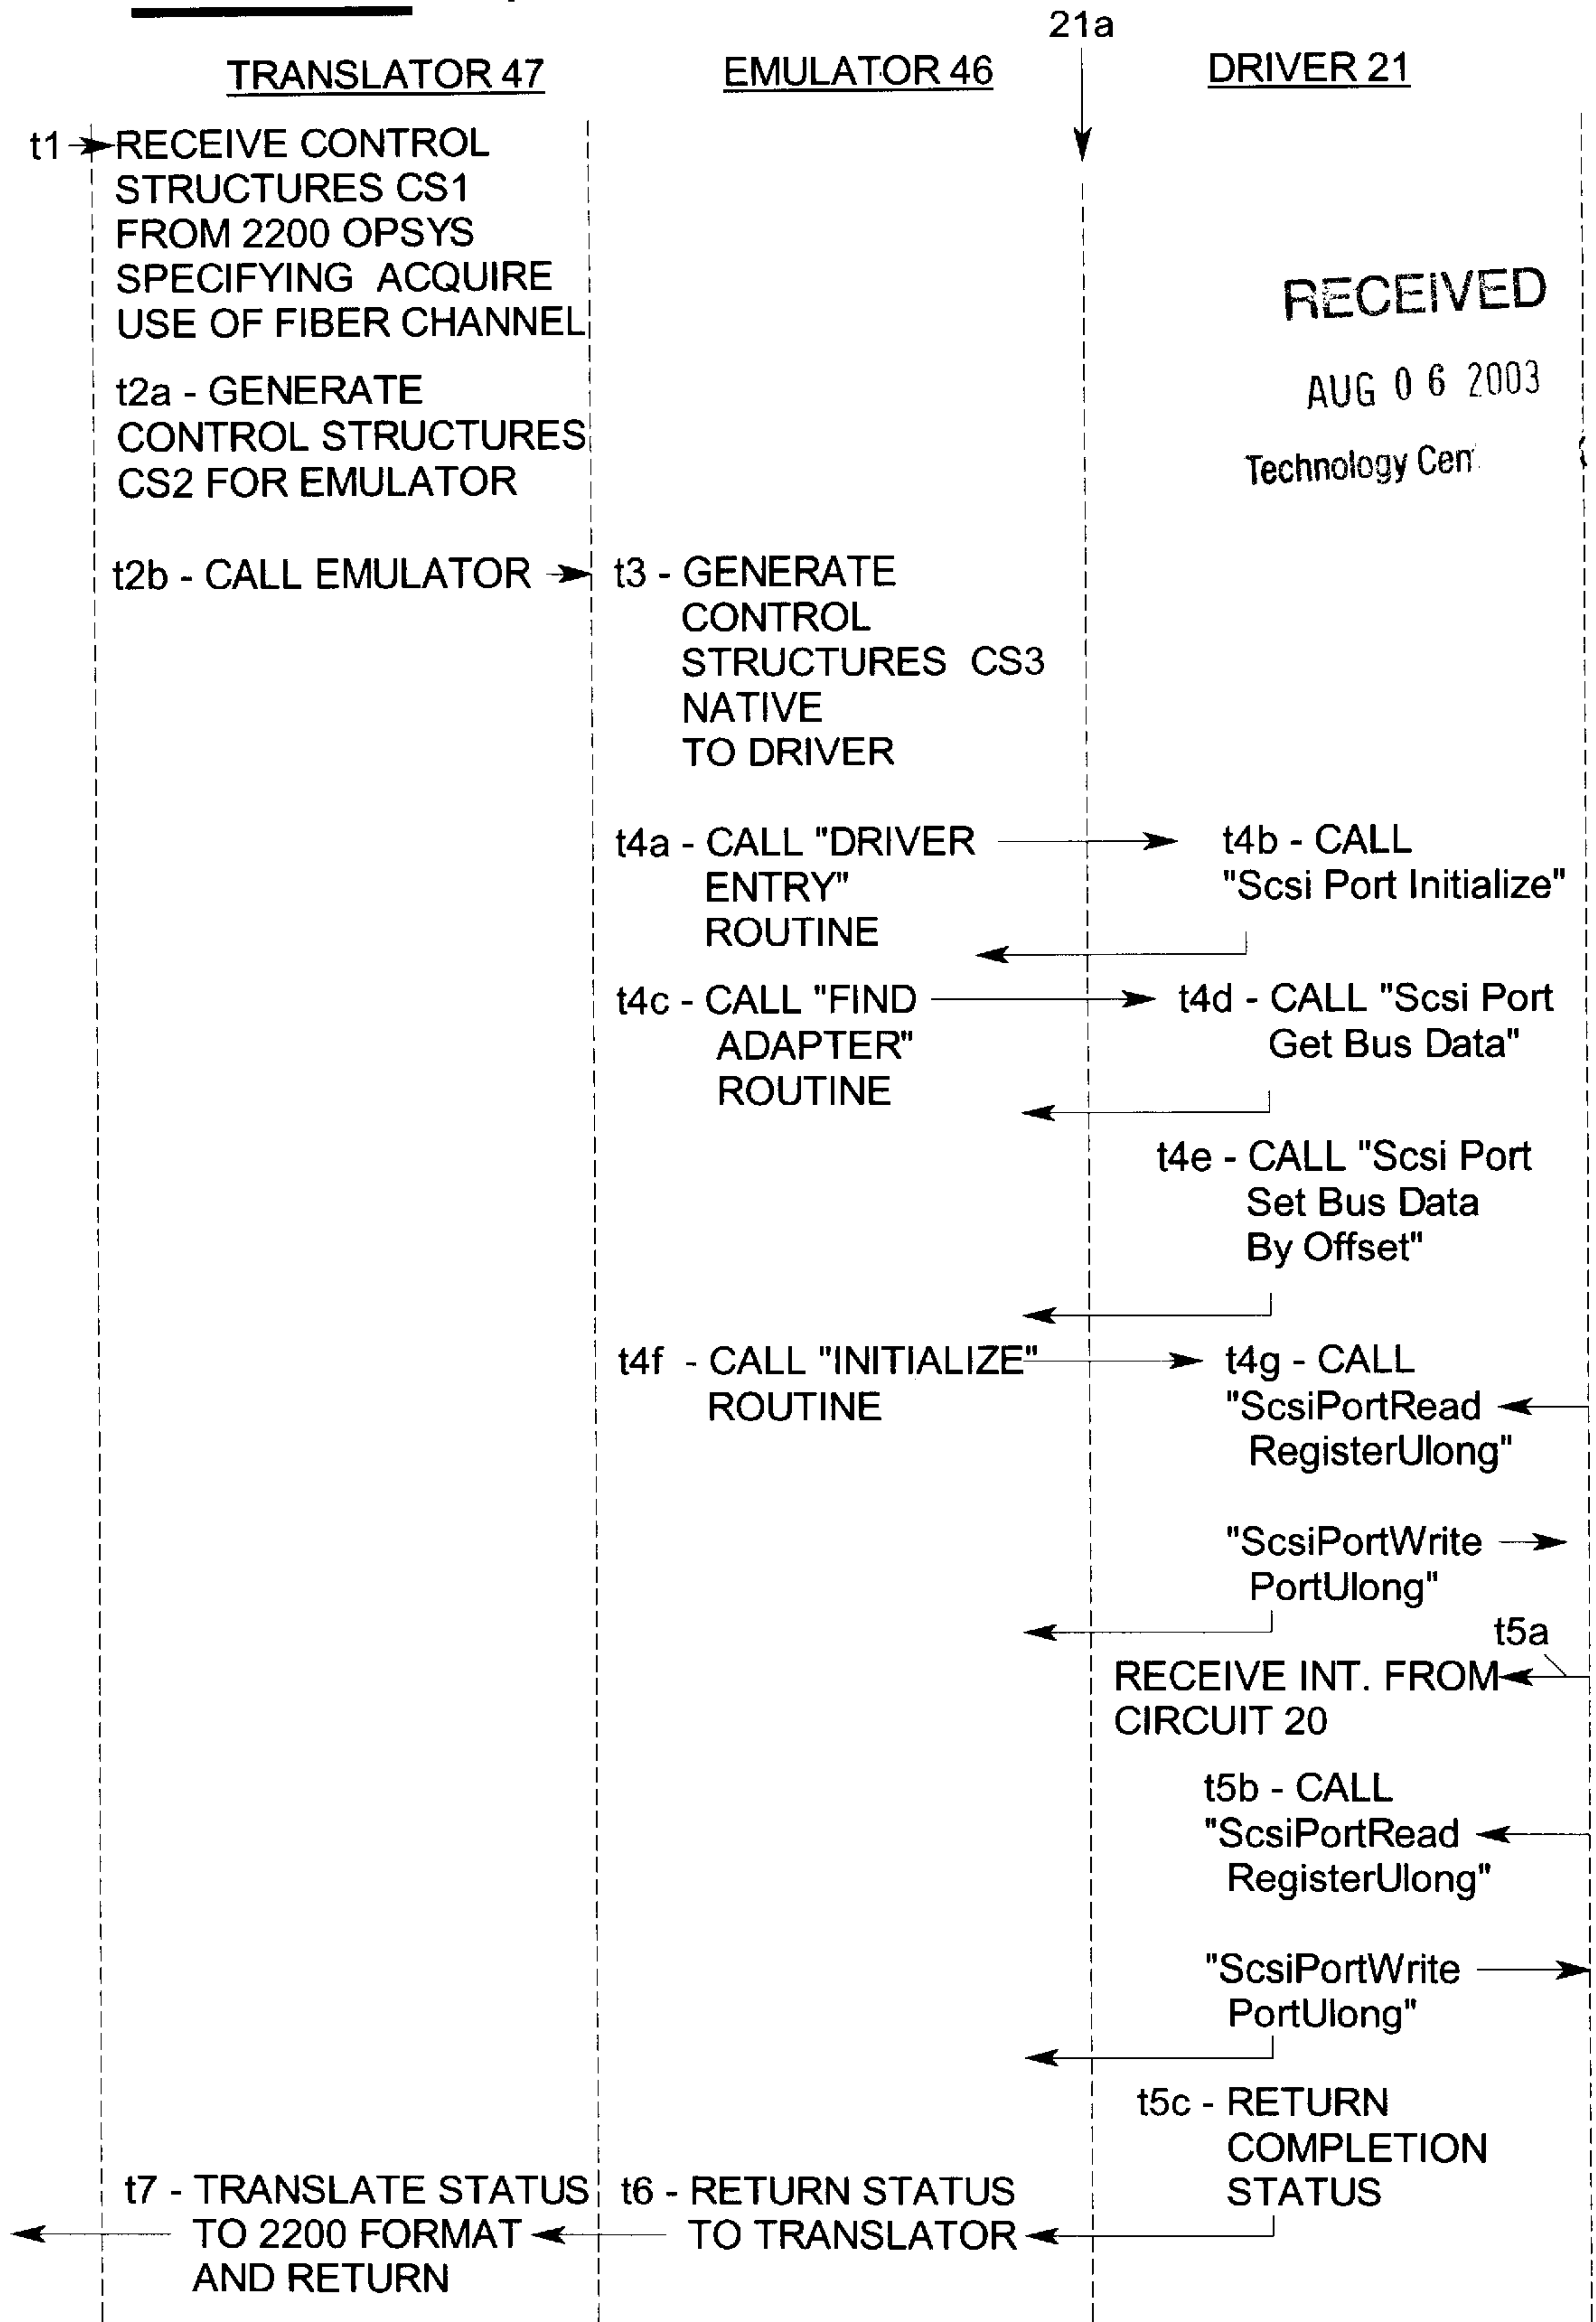 21a
TRANSLATOR 47
EMULATOR 46
DRIVER 21
t1
RECEIVE CONTROL
STRUCTURES CS1
FROM 2200 OPSYS
SPECIFYING ACQUIRE
USE OF FIBER CHANNEL
RECEIVED
AUG 06 2003
Technology Cen
t2a - GENERATE
CONTROL STRUCTURES
CS2 FOR EMULATOR
t2b - CALL EMULATOR
t3 - GENERATE
CONTROL
STRUCTURES CS3
NATIVE
TO DRIVER
t4a - CALL "DRIVER
ENTRY"
ROUTINE
t4b - CALL
"Scsi Port Initialize"
t4c - CALL "FIND
ADAPTER"
ROUTINE
t4d - CALL "Scsi Port
Get Bus Data"
t4e - CALL "Scsi Port
Set Bus Data
By Offset"
t4f - CALL "INITIALIZE"
ROUTINE
t4g - CALL
"ScsiPortRead
RegisterUlong"
"ScsiPortWrite
PortUlong"
t5a
RECEIVE INT. FROM
CIRCUIT 20
t5b - CALL
"ScsiPortRead
RegisterUlong"
"ScsiPortWrite
PortUlong"
t5c - RETURN
COMPLETION
STATUS
t6 - RETURN STATUS
TO TRANSLATOR
t7 - TRANSLATE STATUS
TO 2200 FORMAT
AND RETURN